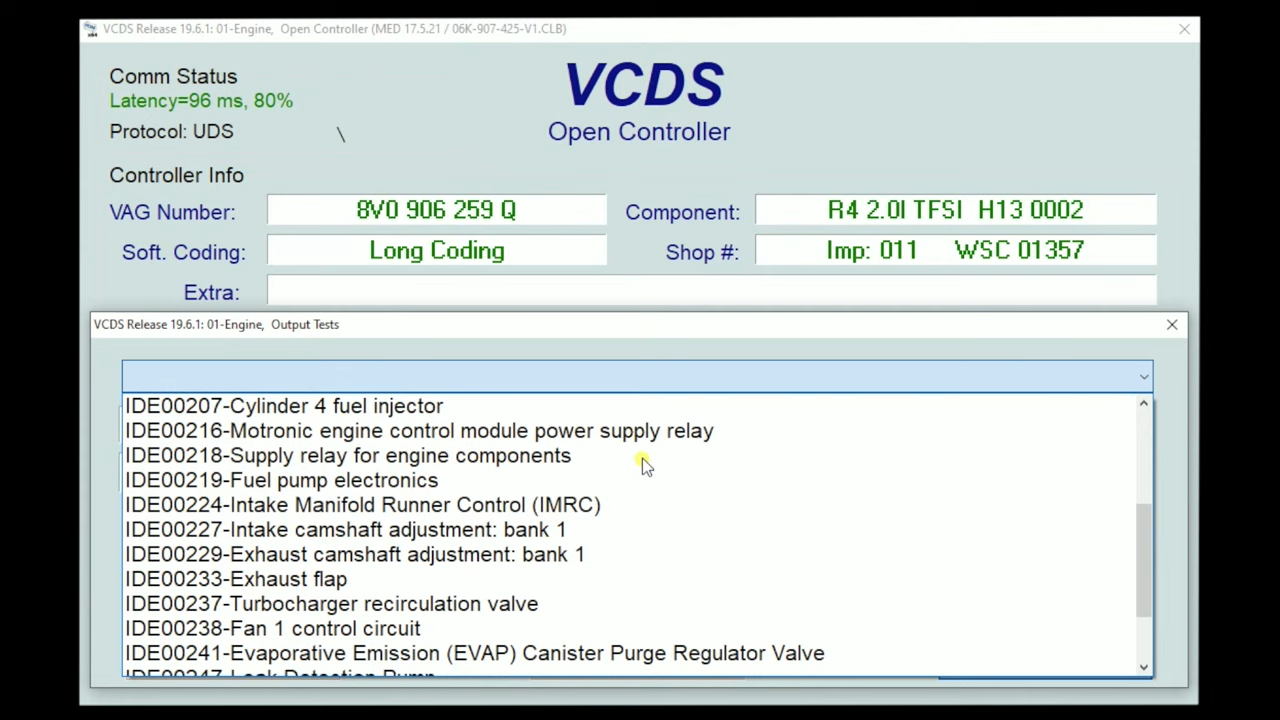 VCDS Release 19.6.1: 01-Engine, Open Controller (MED 17.5.21 / 06K-907-425-V1.CLB)
Comm Status
Latency=96 ms, 80%
Protocol: UDS \
VCDS
Open Controller
Controller Info
VAG Number: 8V0 906 259 Q Component: R4 2.0l TFSI H13 0002
Soft. Coding: Long Coding Shop #: Imp: 011 WSC 01357
Extra:
VCDS Release 19.6.1: 01-Engine, Output Tests
IDE00207-Cylinder 4 fuel injector
IDE00216-Motronic engine control module power supply relay
IDE00218-Supply relay for engine components
IDE00219-Fuel pump electronics
IDE00224-Intake Manifold Runner Control (IMRC)
IDE00227-Intake camshaft adjustment: bank 1
IDE00229-Exhaust camshaft adjustment: bank 1
IDE00233-Exhaust flap
IDE00237-Turbocharger recirculation valve
IDE00238-Fan 1 control circuit
IDE00241-Evaporative Emission (EVAP) Canister Purge Regulator Valve
IDE00247-Leak Detection Pump